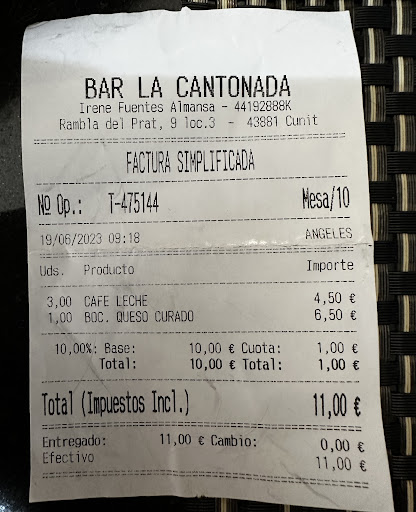 BAR LA CANTONADA
Irene Fuentes Almansa - 44192888K
Rambla del Prat, 9 loc.3 - 43881 Cunit
FACTURA SIMPLIFICADA
Nº Op.: T-475144 Mesa/10
19/06/2023 09:18 ANGELES
Uds. Producto Importe
3,00 CAFE LECHE 4,50 €
1,00 BOC. QUESO CURADO 6,50 €
10,00%: Base: 10,00 € Cuota: 1,00 €
Total: 10,00 € Total: 1,00 €
Total (Impuestos Incl.) 11,00 €
Entregado: 11,00 € Cambio: 0,00 €
Efectivo 11,00 €